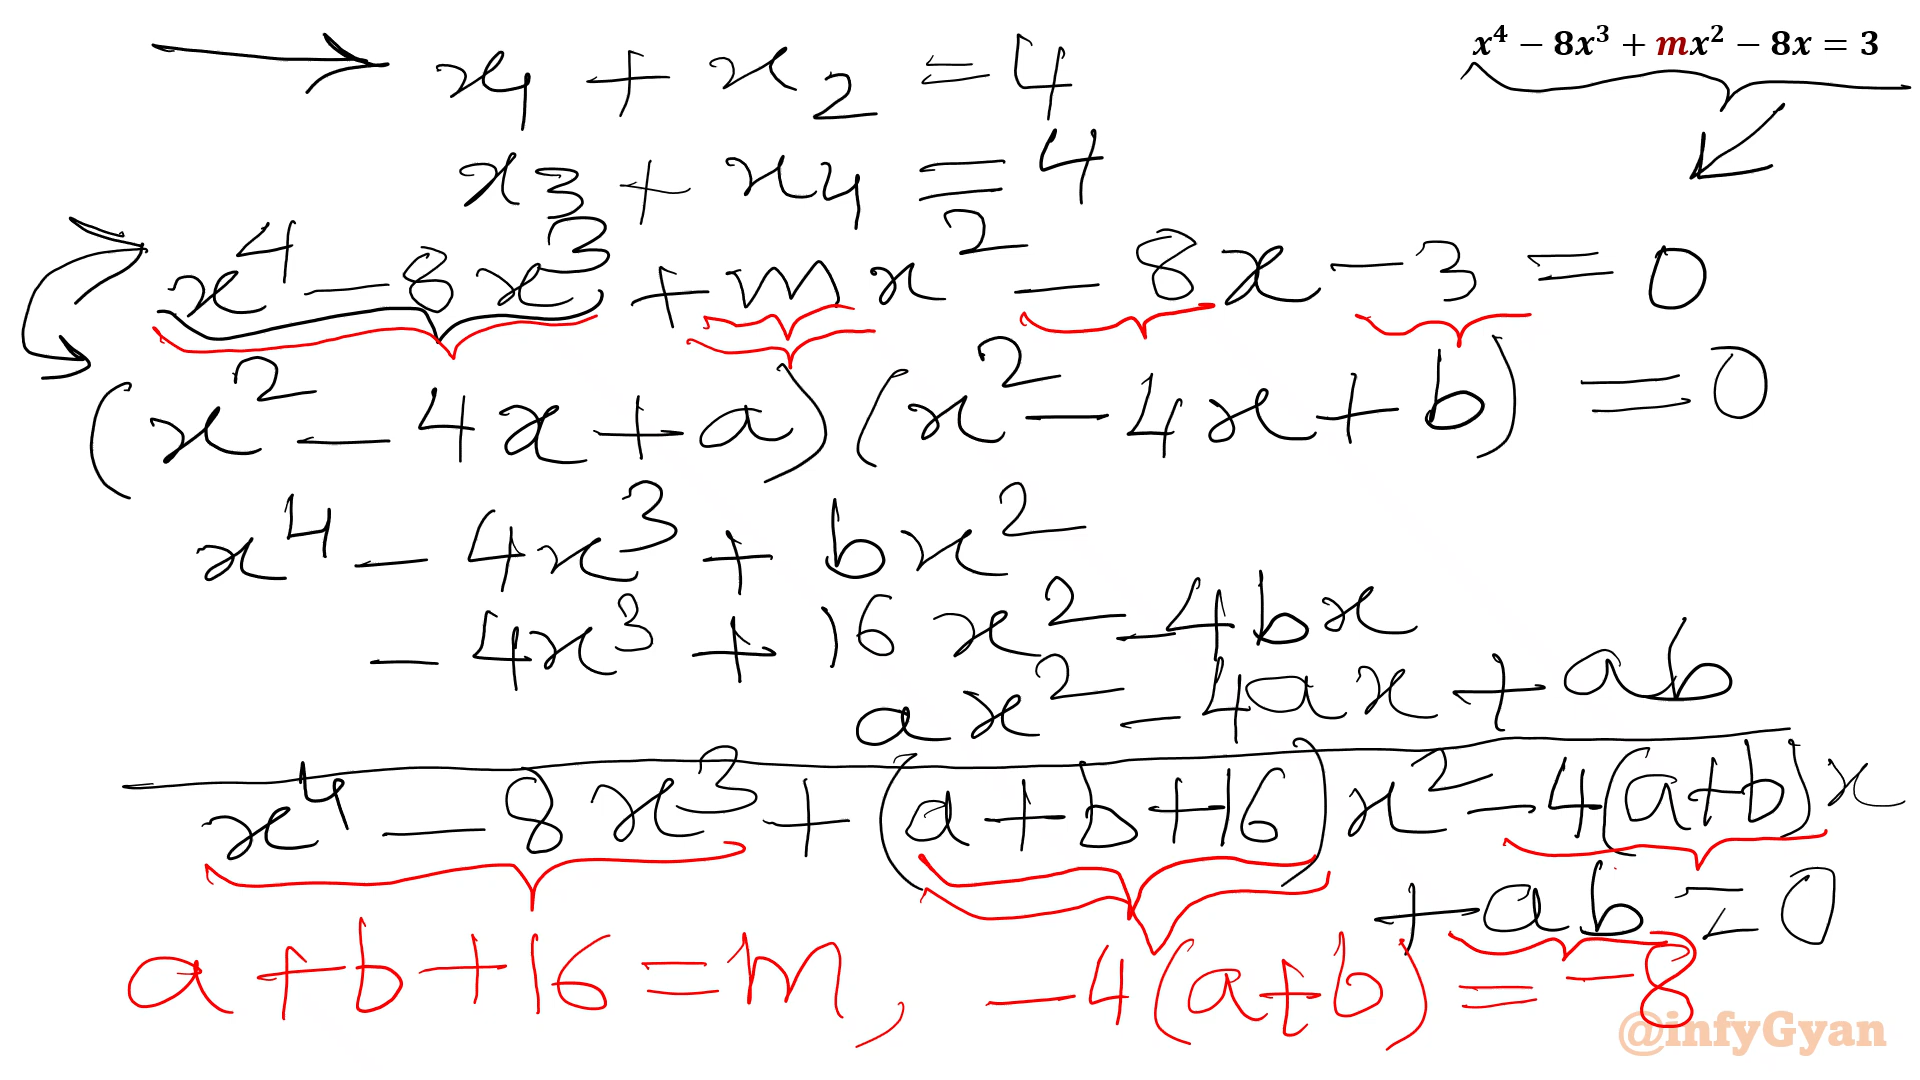 x⁴ − 8x³ + mx² − 8x = 3
x₁ + x₂ = 4
x₃ + x₄ = 4
x⁴ − 8x³ + mx² − 8x − 3 = 0
(x² − 4x + a)(x² − 4x + b) = 0
x⁴ − 4x³ + bx²
− 4x³ + 16x² − 4bx
ax² − 4ax + ab
x⁴ − 8x³ + (a + b + 16)x² − 4(a + b)x
+ ab = 0
a + b + 16 = m, −4(a + b) = −8
@infyGyan